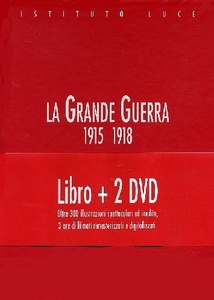 ISTITUTO LUCE
LA GRANDE GUERRA
1915 1918
Libro + 2 DVD
Oltre 300 illustrazioni spettacolari ed inedite,
3 ore di filmati rimasterizzati e digitalizzati